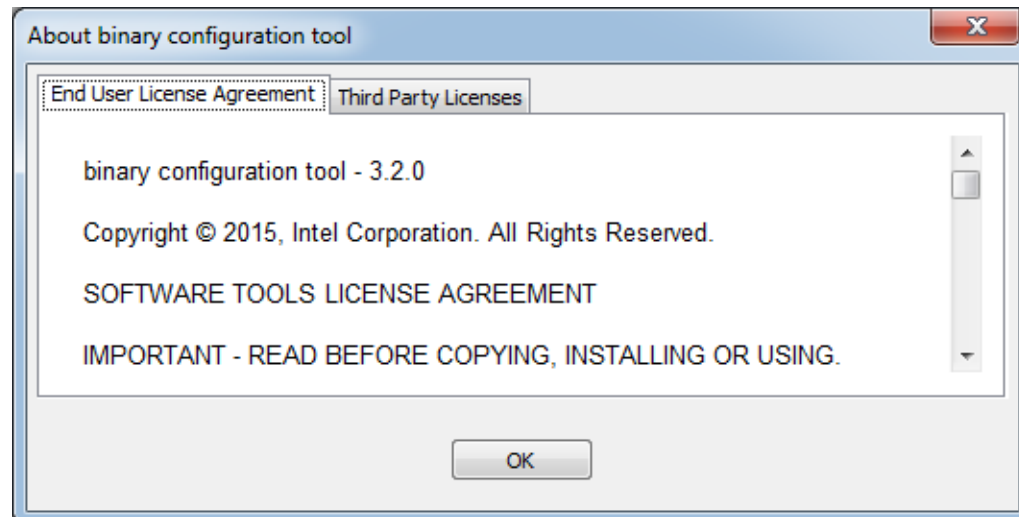 About binary configuration tool
End User License Agreement
Third Party Licenses
binary configuration tool - 3.2.0
Copyright © 2015, Intel Corporation. All Rights Reserved.
SOFTWARE TOOLS LICENSE AGREEMENT
IMPORTANT - READ BEFORE COPYING, INSTALLING OR USING.
OK